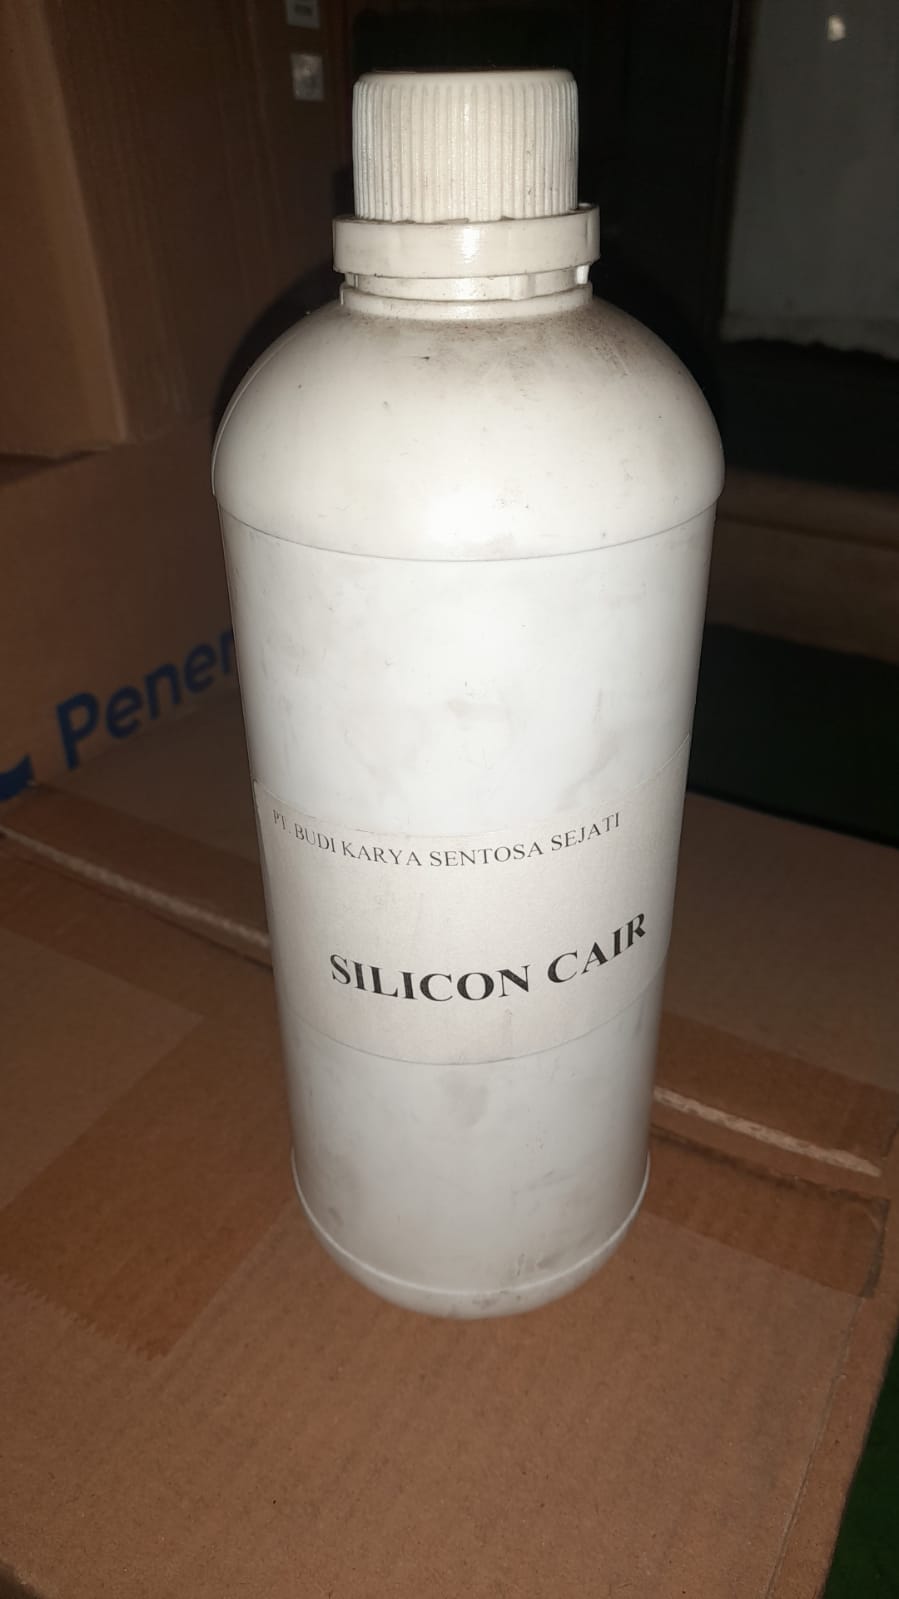 PT. BUDI KARYA SENTOSA SEJATI
SILICON CAIR
Pener